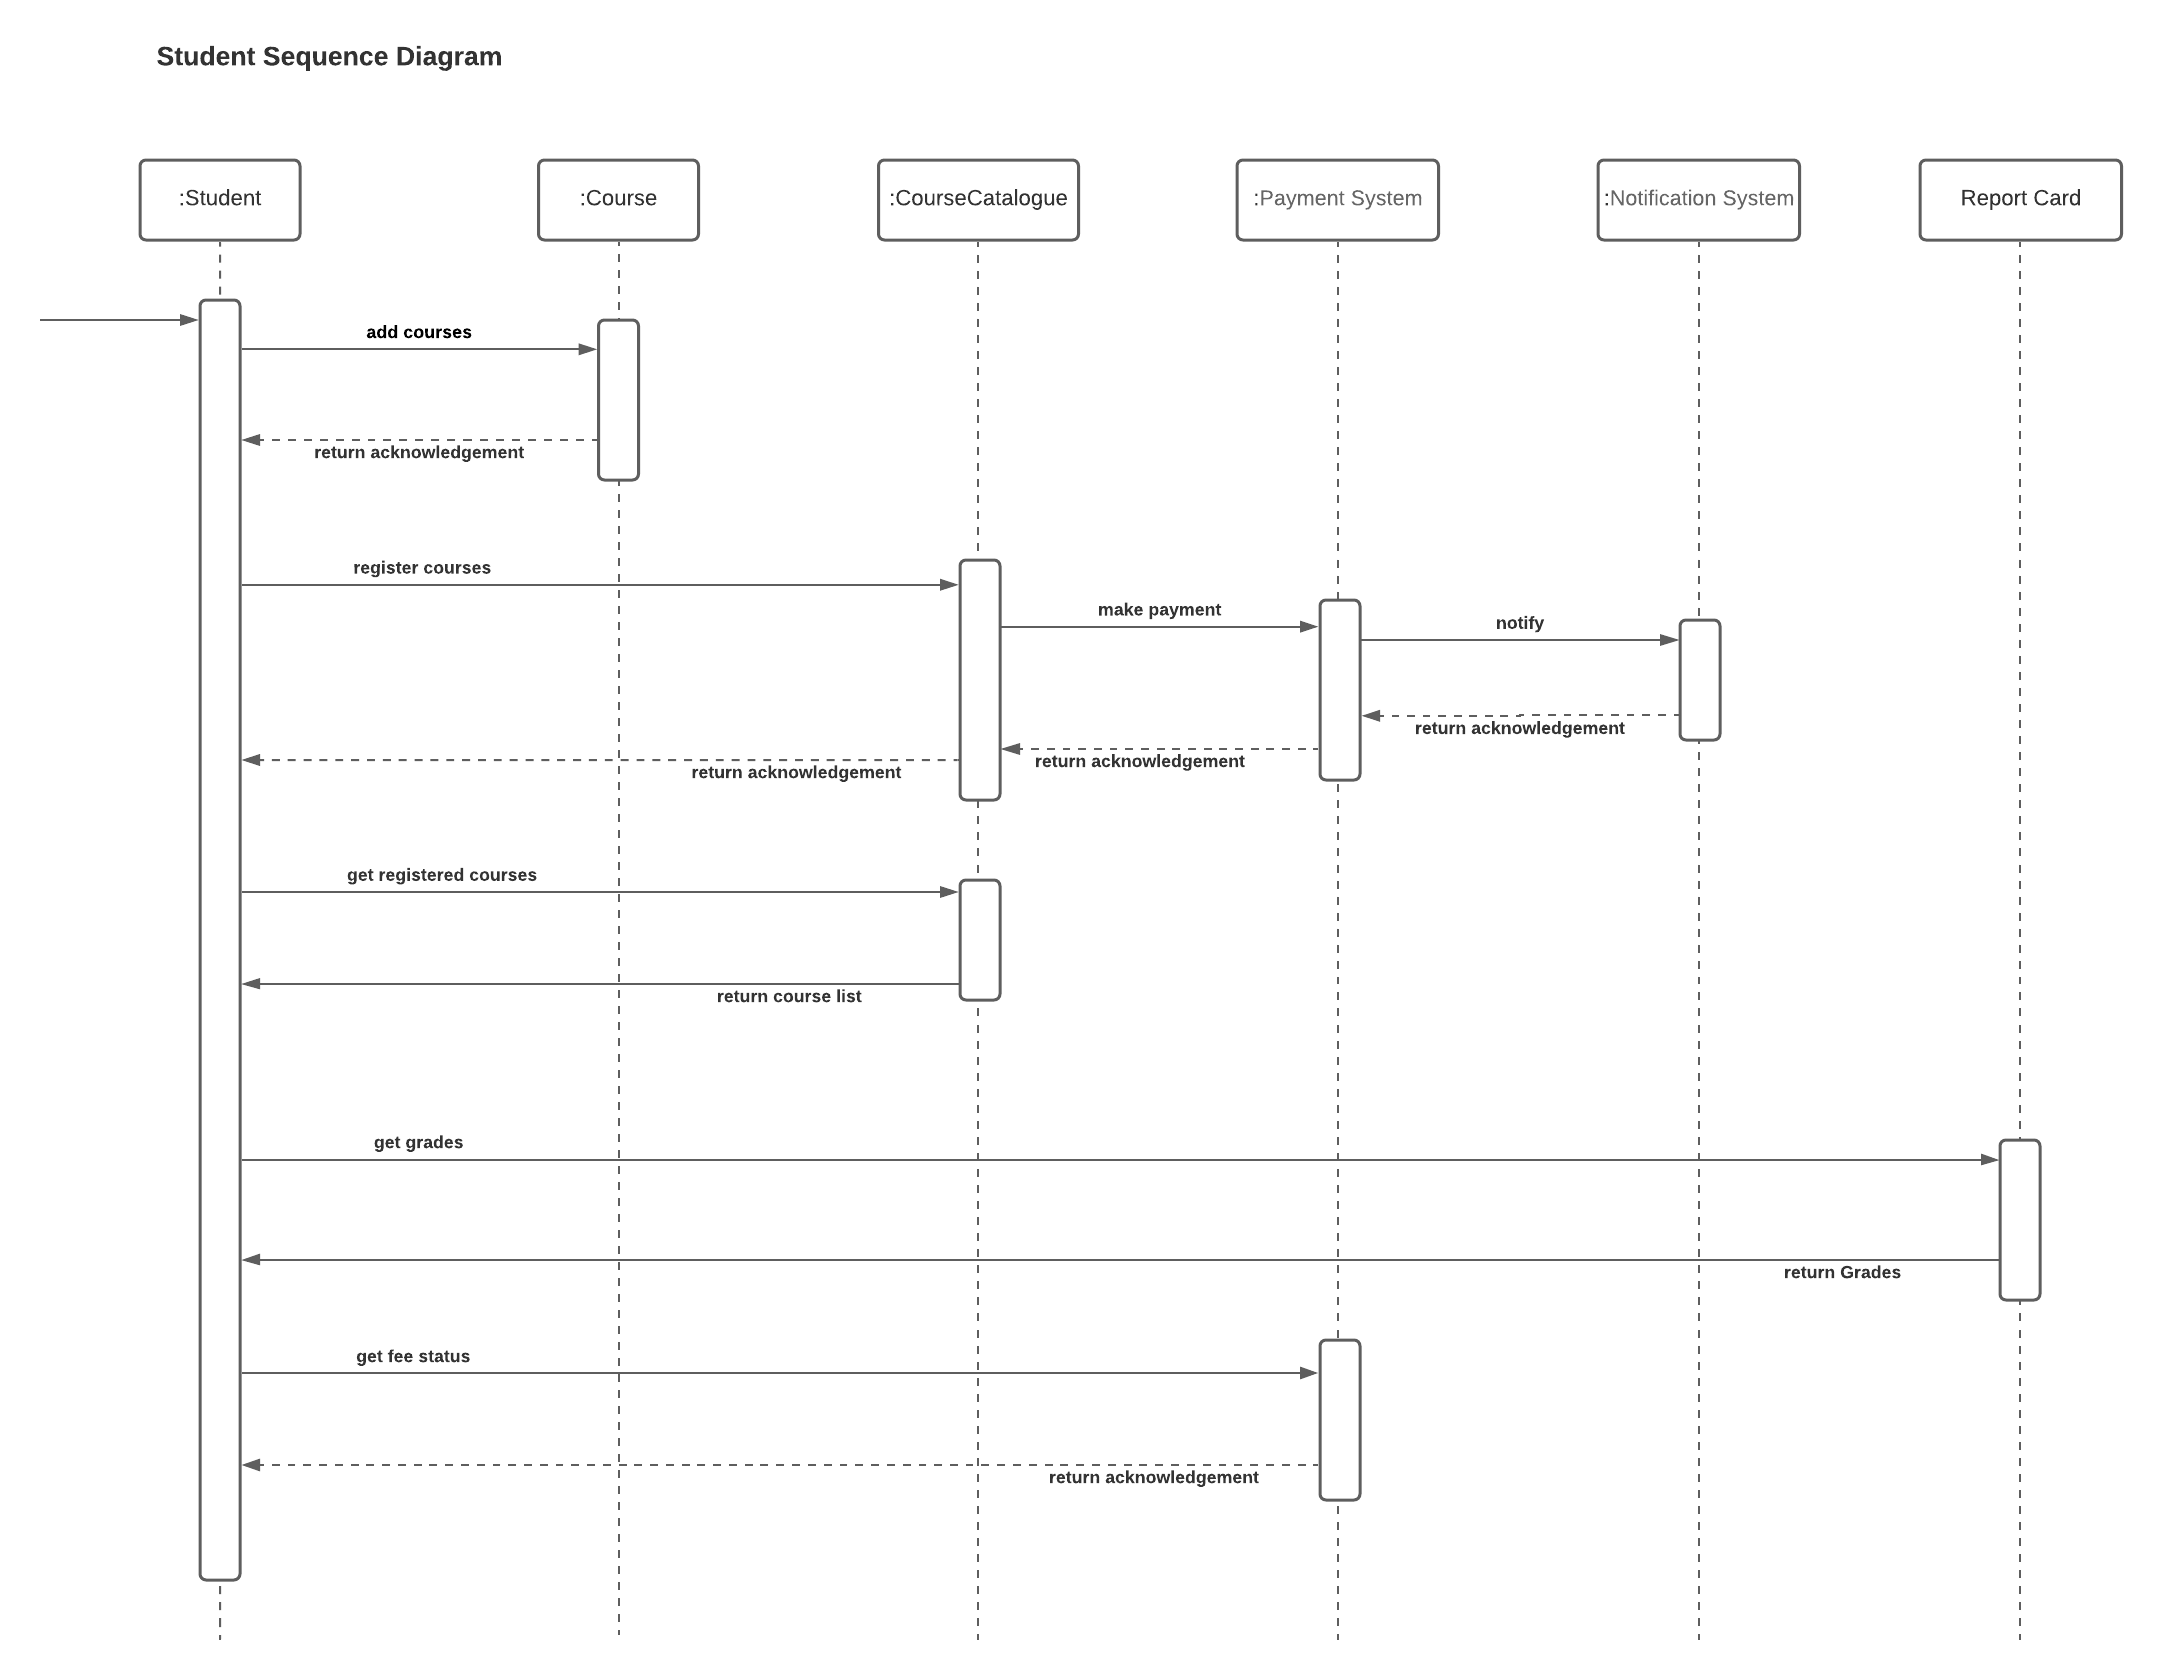 Student Sequence Diagram
:Student
:Course
:CourseCatalogue
:Payment System
:Notification System
Report Card
add courses
return acknowledgement
register courses
make payment
notify
return acknowledgement
return acknowledgement
return acknowledgement
get registered courses
return course list
get grades
return Grades
get fee status
return acknowledgement